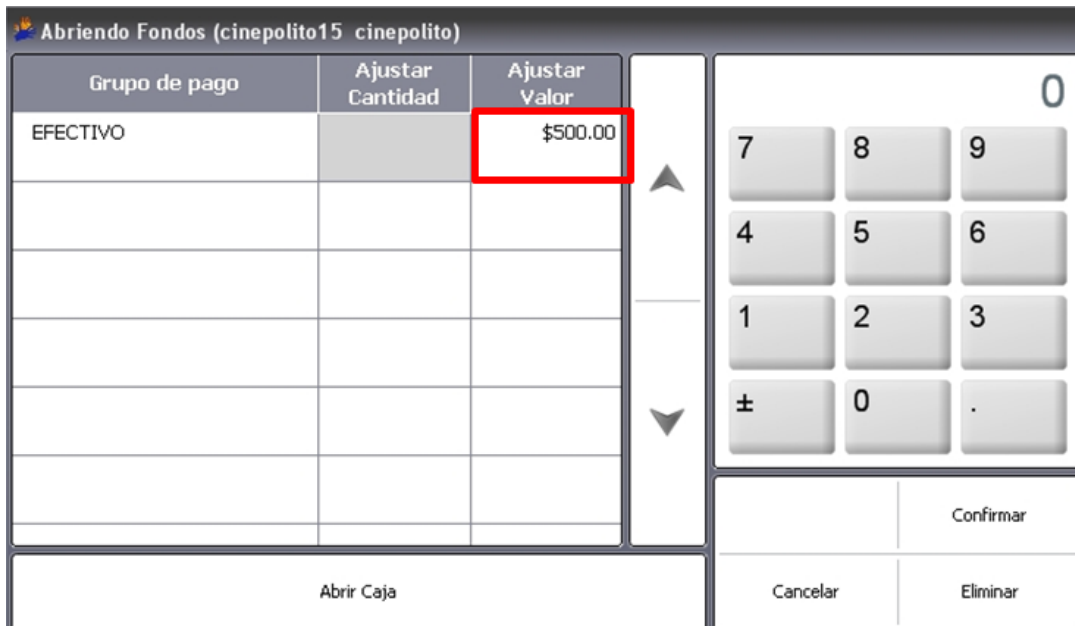 Abriendo Fondos (cinepolito15 cinepolito)
Grupo de pago
Ajustar
Cantidad
Ajustar
Valor
EFECTIVO
$500.00
0
7 8 9
4 5 6
1 2 3
± 0 .
Confirmar
Abrir Caja
Cancelar
Eliminar